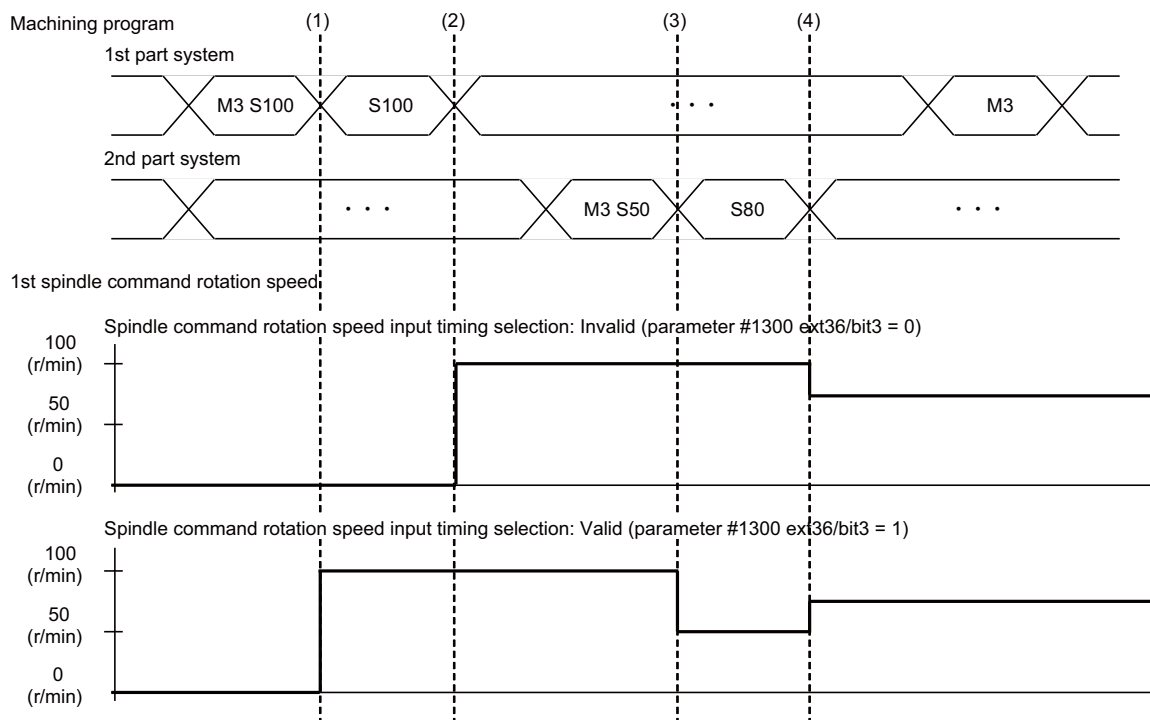 Machining program
(1) (2) (3) (4)
1st part system
M3 S100 S100 · · · M3
2nd part system
· · · M3 S50 S80 · · ·
1st spindle command rotation speed
Spindle command rotation speed input timing selection: Invalid (parameter #1300 ext36/bit3 = 0)
100
(r/min)
50
(r/min)
0
(r/min)
Spindle command rotation speed input timing selection: Valid (parameter #1300 ext36/bit3 = 1)
100
(r/min)
50
(r/min)
0
(r/min)